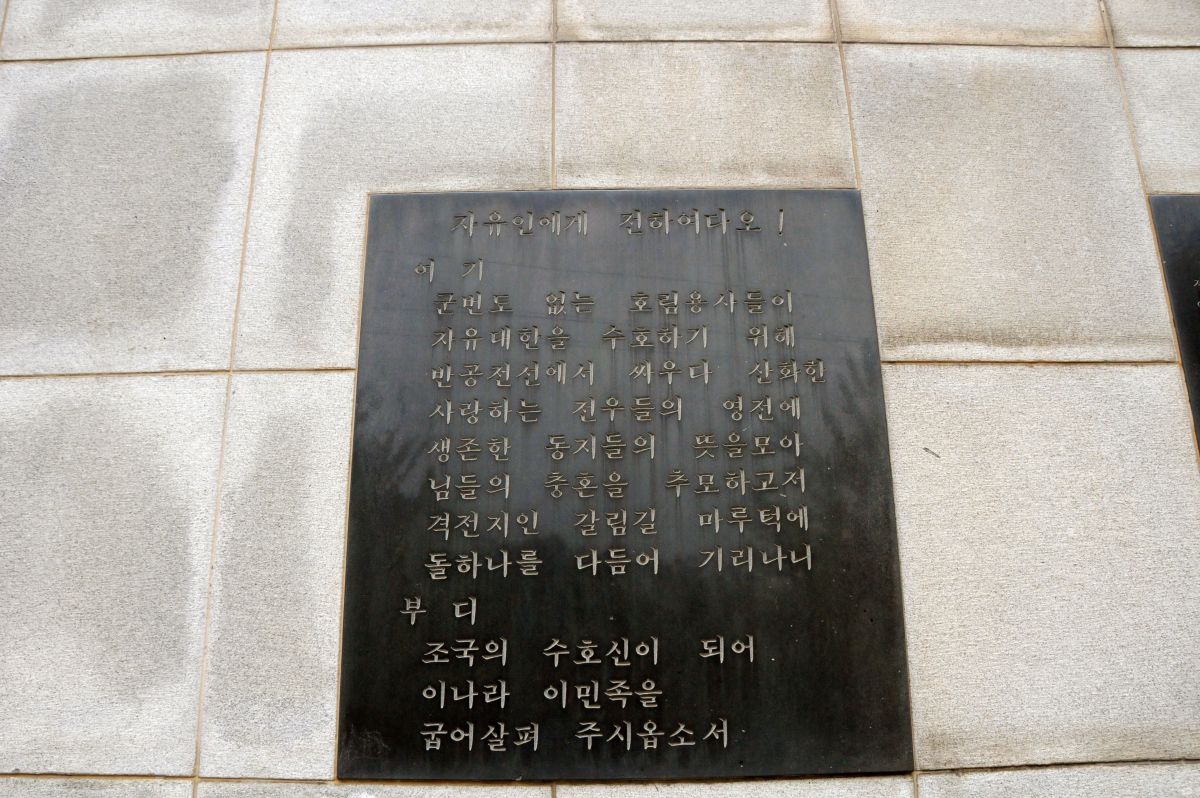 자유인에게 전하여다오!
여 기
군번도 없는 호림용사들이
자유대한을 수호하기 위해
반공전선에서 싸우다 산화한
사랑하는 전우들의 영전에
생존한 동지들의 뜻을모아
님들의 충혼을 추모하고저
격전지인 갈림길 마루턱에
돌하나를 다듬어 기리나니
부 디
조국의 수호신이 되어
이나라 이민족을
굽어살펴 주시옵소서